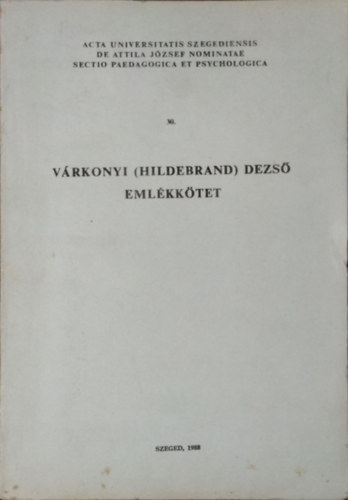 ACTA UNIVERSITATIS SZEGEDIENSIS
DE ATTILA JÓZSEF NOMINATAE
SECTIO PAEDAGOGICA ET PSYCHOLOGICA
30.
VÁRKONYI (HILDEBRAND) DEZSŐ
EMLÉKKÖTET
SZEGED, 1988